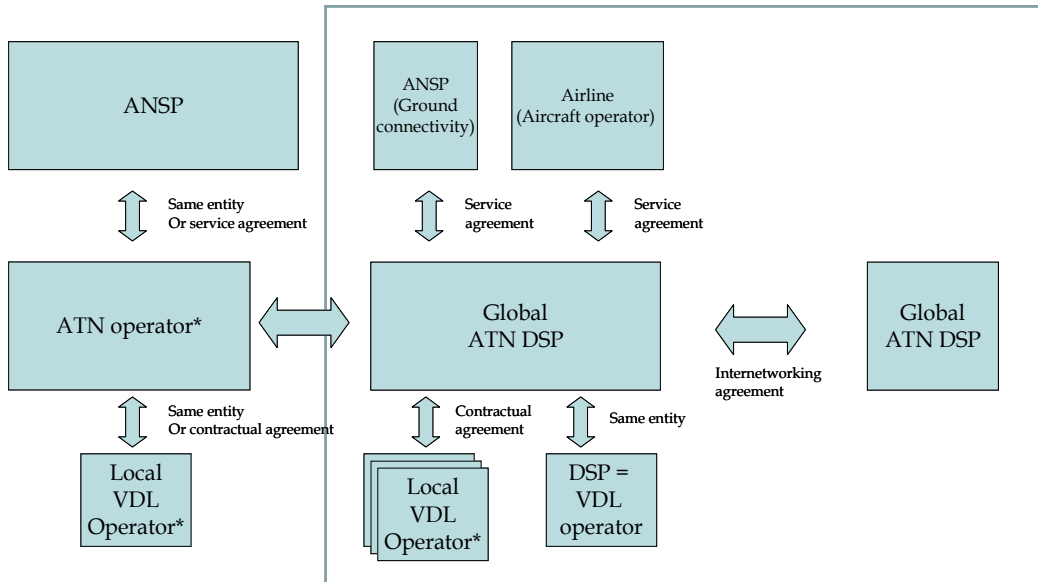 ANSP
ANSP
(Ground
connectivity)
Airline
(Aircraft operator)
Same entity
Or service agreement
Service
agreement
Service
agreement
ATN operator*
Global
ATN DSP
Global
ATN DSP
Internetworking
agreement
Same entity
Or contractual agreement
Contractual
agreement
Same entity
Local
VDL
Operator*
Local
VDL
Operator*
DSP =
VDL
operator